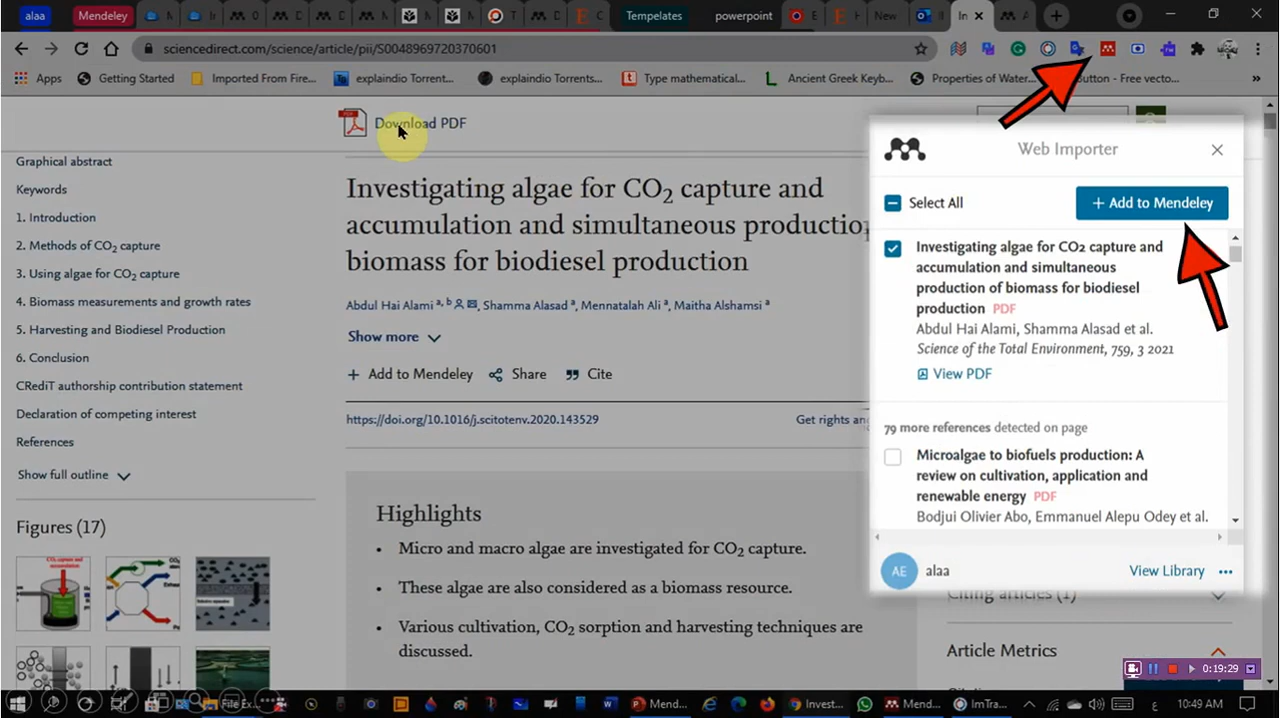 alaa
Mendeley
Tempelates
powerpoint
New
In
sciencedirect.com/science/article/pii/S0048969720370601
Apps
Getting Started
Imported From Fire...
explaindio Torrent...
explaindio Torrents...
Type mathematical...
Ancient Greek Keyb...
Properties of Water...
Button - Free vecto...
»
Download PDF
Graphical abstract
Keywords
1. Introduction
2. Methods of CO2 capture
3. Using algae for CO2 capture
4. Biomass measurements and growth rates
5. Harvesting and Biodiesel Production
6. Conclusion
CRediT authorship contribution statement
Declaration of competing interest
References
Show full outline
Figures (17)
Investigating algae for CO2 capture and
accumulation and simultaneous production
biomass for biodiesel production
Abdul Hai Alami a, b, Shamma Alasad a, Mennatalah Ali a, Maitha Alshamsi a
Show more
+ Add to Mendeley
Share
Cite
https://doi.org/10.1016/j.scitotenv.2020.143529
Get rights an
Highlights
• Micro and macro algae are investigated for CO2 capture.
• These algae are also considered as a biomass resource.
• Various cultivation, CO2 sorption and harvesting techniques are
discussed.
Web Importer
Select All
+ Add to Mendeley
Investigating algae for CO2 capture and
accumulation and simultaneous
production of biomass for biodiesel
production PDF
Abdul Hai Alami, Shamma Alasad et al.
Science of the Total Environment, 759, 3 2021
View PDF
79 more references detected on page
Microalgae to biofuels production: A
review on cultivation, application and
renewable energy PDF
Bodjui Olivier Abo, Emmanuel Alepu Odey et al.
AE
alaa
View Library
Citing articles (1)
Article Metrics
0:19:29
File Ex...
Mend...
Invest...
Mend...
ImTra...
ع
10:49 AM